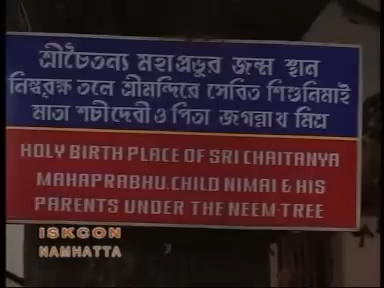 শ্রীচৈতন্য মহাপ্রভুর জন্ম স্থান
নিম্ববৃক্ষ তলে শ্রীমন্দিরে সেবিত শিশুনিমাই
মাতা শচীদেবী ও পিতা জগন্নাথ মিশ্র
HOLY BIRTH PLACE OF SRI CHAITANYA
MAHAPRABHU, CHILD NIMAI & HIS
PARENTS UNDER THE NEEM-TREE
ISKCON
NAMHATTA